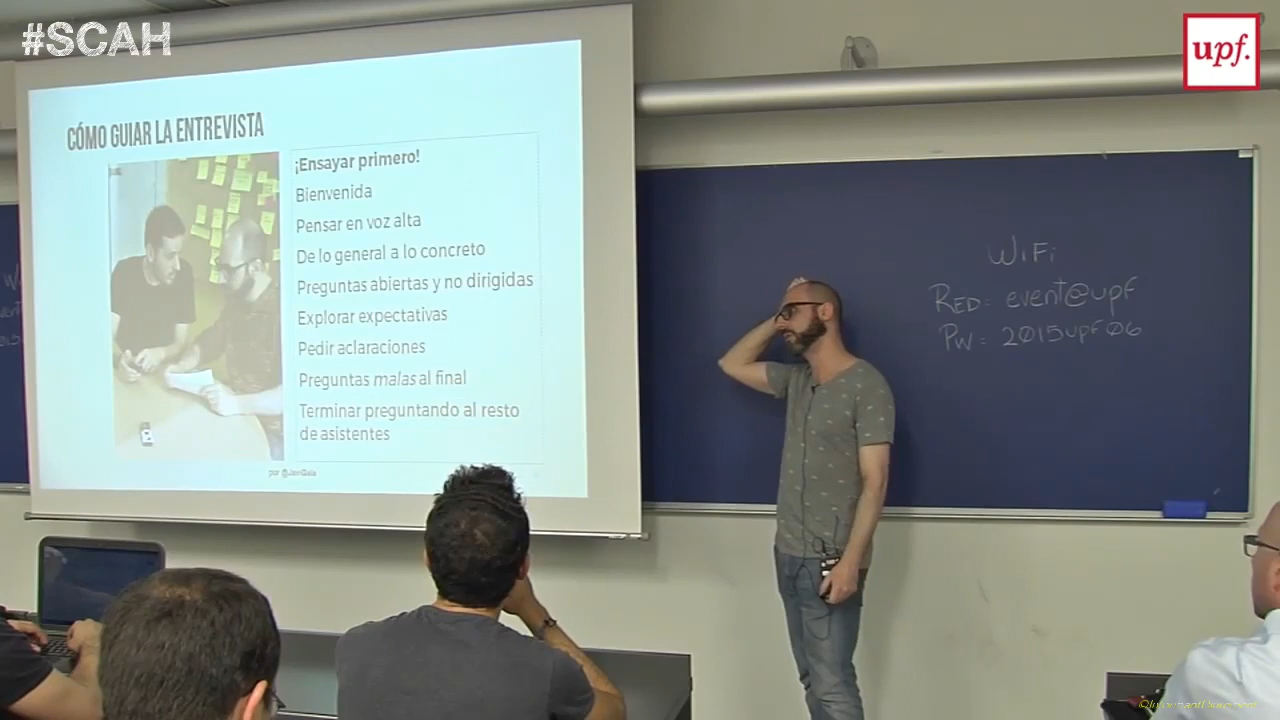 #SCAH
upf.
CÓMO GUIAR LA ENTREVISTA
¡Ensayar primero!
Bienvenida
Pensar en voz alta
De lo general a lo concreto
Preguntas abiertas y no dirigidas
Explorar expectativas
Pedir aclaraciones
Preguntas malas al final
Terminar preguntando al resto
de asistentes
por
WiFi
RED: event@upf
PW: 2015upf06